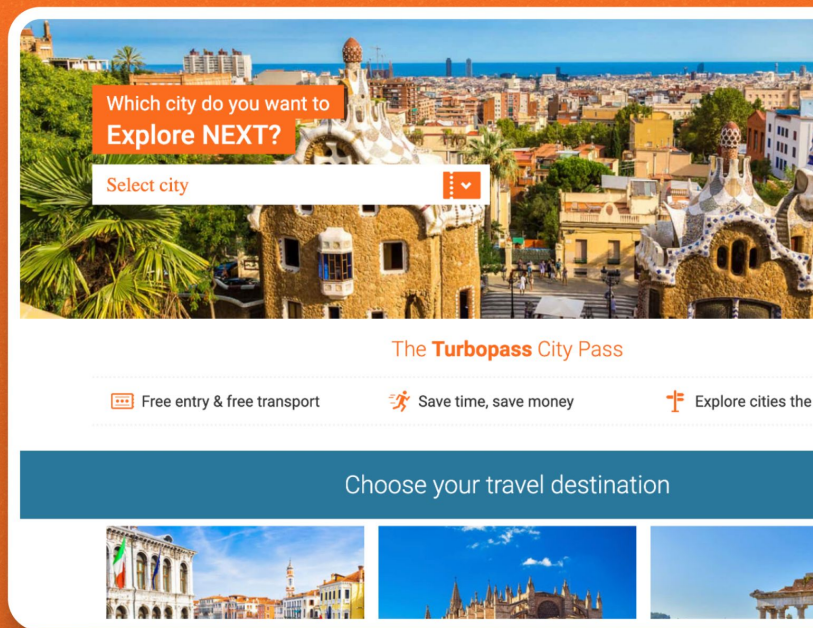 Which city do you want to
Explore NEXT?
Select city
The Turbopass City Pass
Free entry & free transport
Save time, save money
Explore cities the
Choose your travel destination